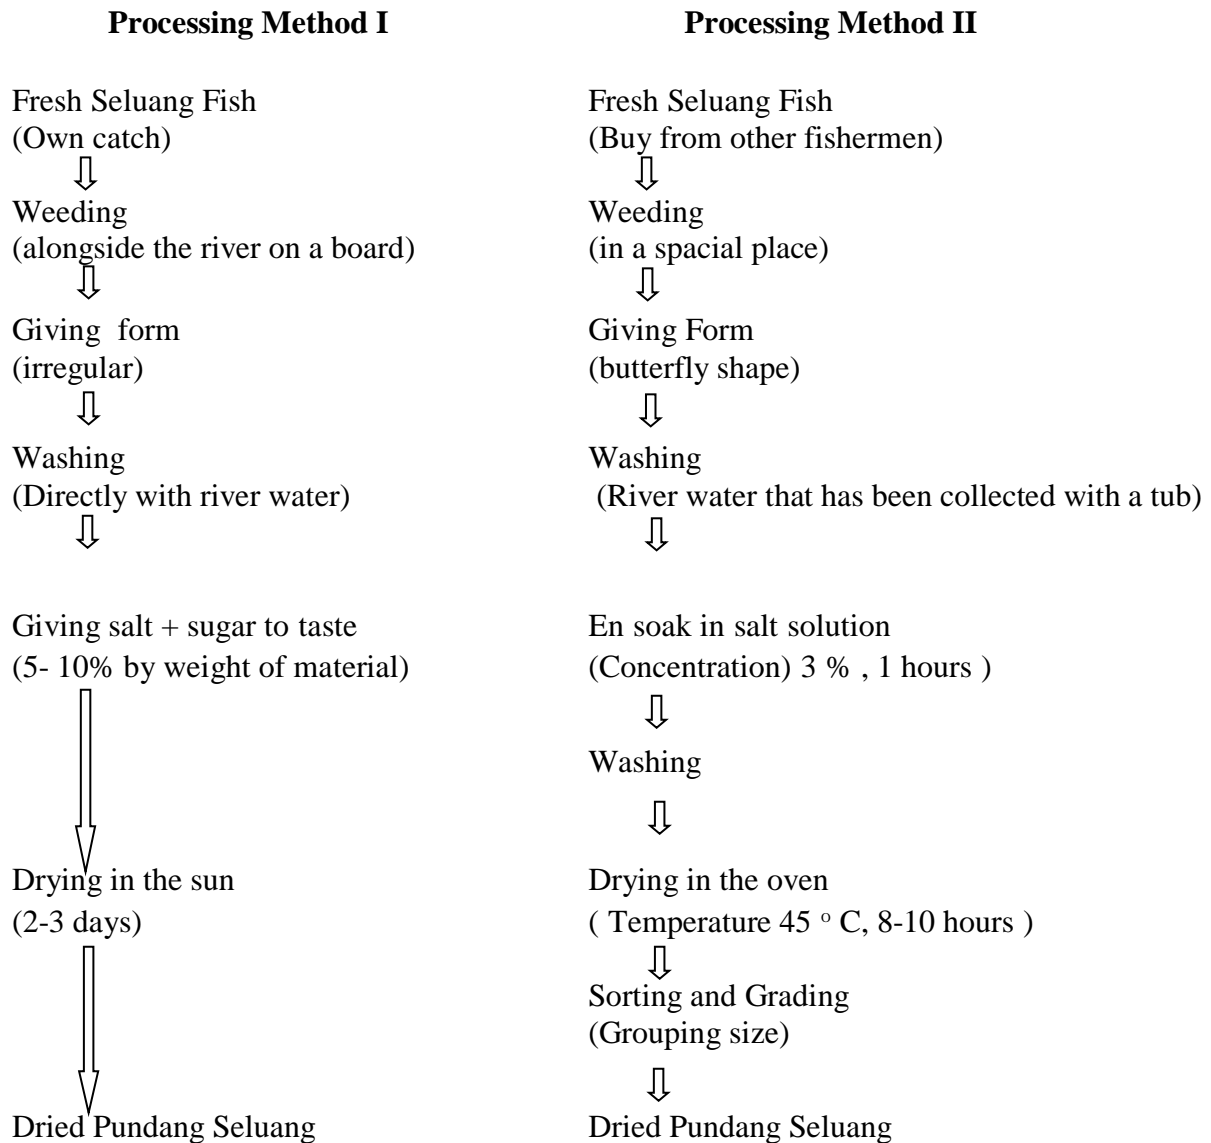 Processing Method I
Fresh Seluang Fish
(Own catch)
Weeding
(alongside the river on a board)
Giving form
(irregular)
Washing
(Directly with river water)
Giving salt + sugar to taste
(5- 10% by weight of material)
Drying in the sun
(2-3 days)
Dried Pundang Seluang
Processing Method II
Fresh Seluang Fish
(Buy from other fishermen)
Weeding
(in a spacial place)
Giving Form
(butterfly shape)
Washing
(River water that has been collected with a tub)
En soak in salt solution
(Concentration) 3 % , 1 hours )
Washing
Drying in the oven
( Temperature 45 ° C, 8-10 hours )
Sorting and Grading
(Grouping size)
Dried Pundang Seluang